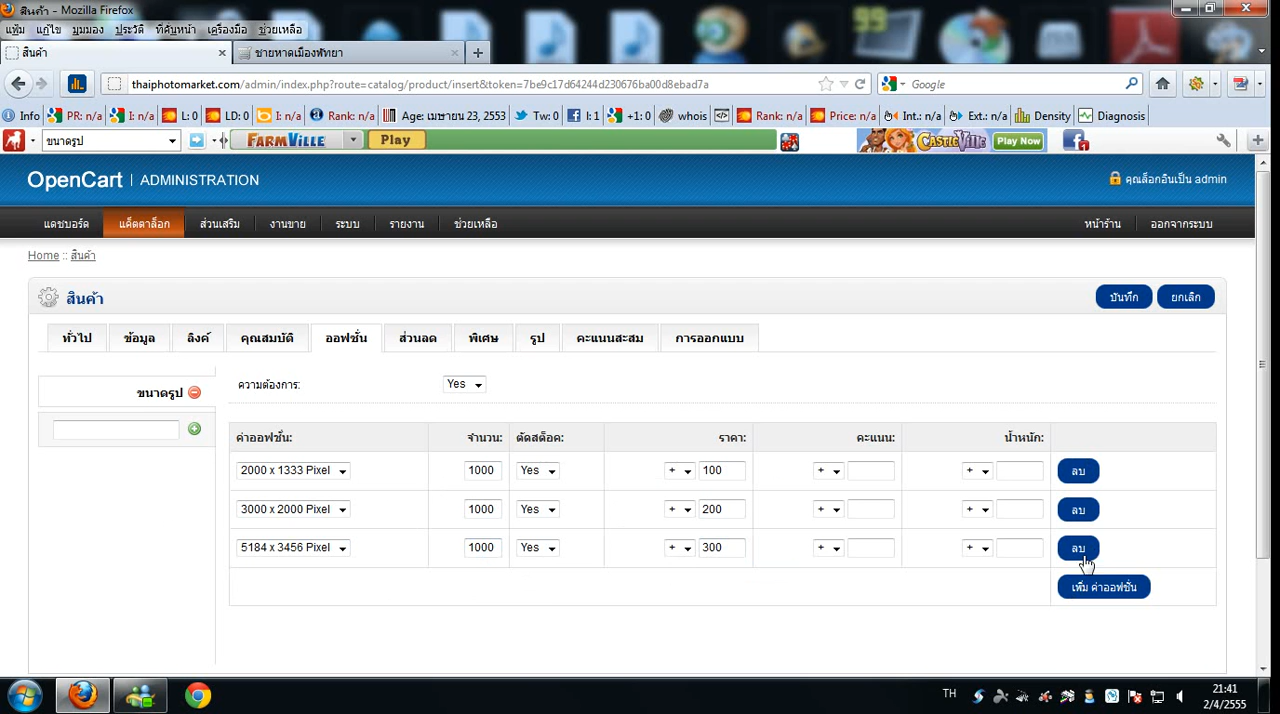 สินค้า - Mozilla Firefox
แฟ้ม แก้ไข มุมมอง ประวัติ ที่คั่นหน้า เครื่องมือ ช่วยเหลือ
สินค้า × ชายหาดเมืองพัทยา × +
thaiphotomarket.com/admin/index.php?route=catalog/product/insert&token=7be9c17d64244d230676ba00d8ebad7a Google
Info PR: n/a I: n/a L: 0 LD: 0 I: n/a Rank: n/a Age: เมษายน 23, 2553 Tw: 0 I: 1 +1: 0 whois Rank: n/a Price: n/a Int.: n/a Ext.: n/a Density Diagnosis
ขนาดรูป FARMVILLE Play CASTLEVILLE Play Now 1
OpenCart | ADMINISTRATION คุณล็อกอินเป็น admin
แดชบอร์ด แค็ตตาล็อก ส่วนเสริม งานขาย ระบบ รายงาน ช่วยเหลือ หน้าร้าน ออกจากระบบ
Home :: สินค้า
สินค้า บันทึก ยกเลิก
ทั่วไป ข้อมูล ลิงค์ คุณสมบัติ ออฟชั่น ส่วนลด พิเศษ รูป คะแนนสะสม การออกแบบ
ขนาดรูป ความต้องการ: Yes
ค่าออฟชั่น: จำนวน: ตัดสต็อค: ราคา: คะแนน: น้ำหนัก:
2000 x 1333 Pixel 1000 Yes + 100 + + ลบ
3000 x 2000 Pixel 1000 Yes + 200 + + ลบ
5184 x 3456 Pixel 1000 Yes + 300 + + ลบ
เพิ่ม ค่าออฟชั่น
TH 21:41
2/4/2555